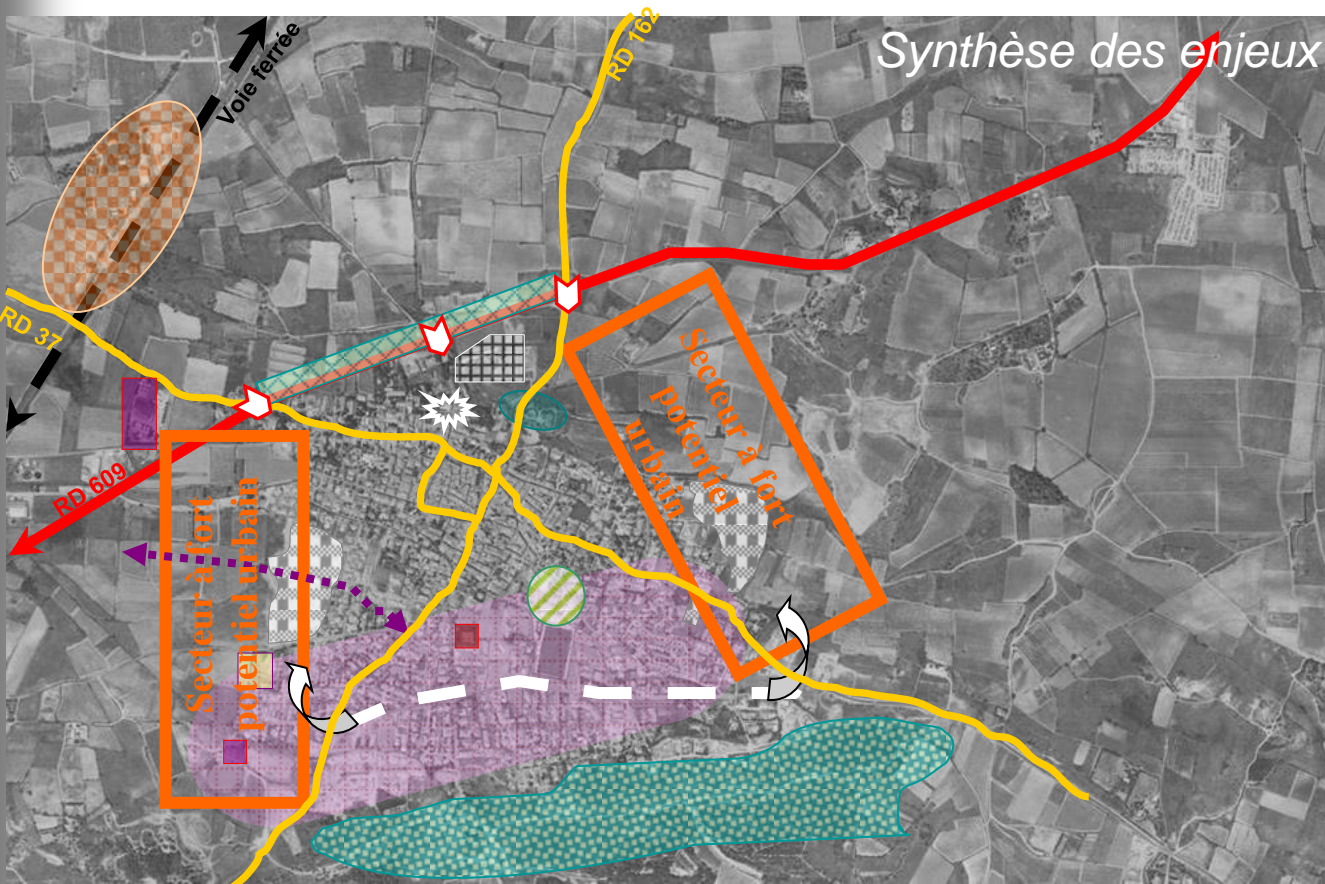 Synthèse des enjeux
Voie ferrée
RD 162
RD 37
RD 609
Secteur à fort
potentiel
urbain
Secteur à fort
potentiel urbain